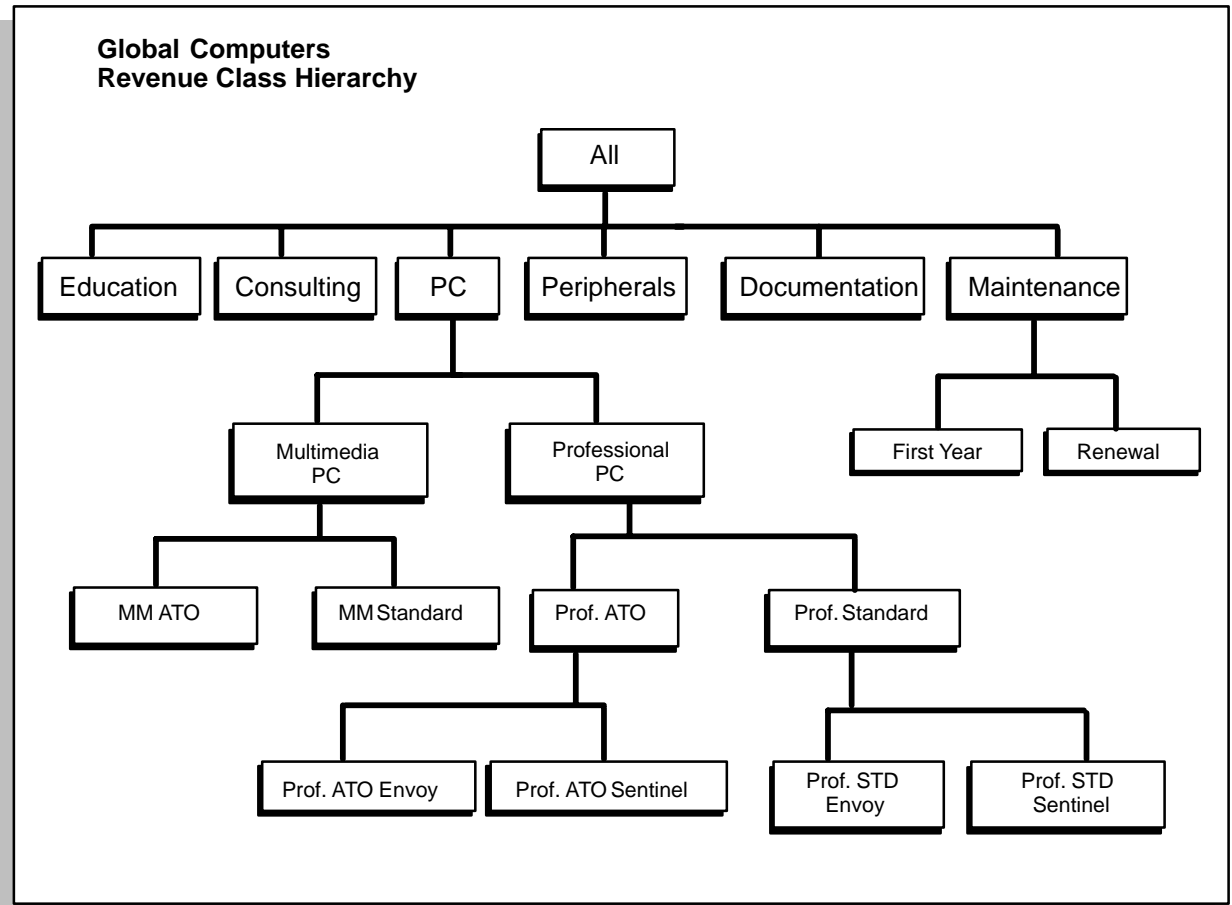 Global Computers
Revenue Class Hierarchy
All
Education
Consulting
PC
Peripherals
Documentation
Maintenance
Multimedia
PC
Professional
PC
First Year
Renewal
MM ATO
MM Standard
Prof. ATO
Prof. Standard
Prof. ATO Envoy
Prof. ATO Sentinel
Prof. STD
Envoy
Prof. STD
Sentinel